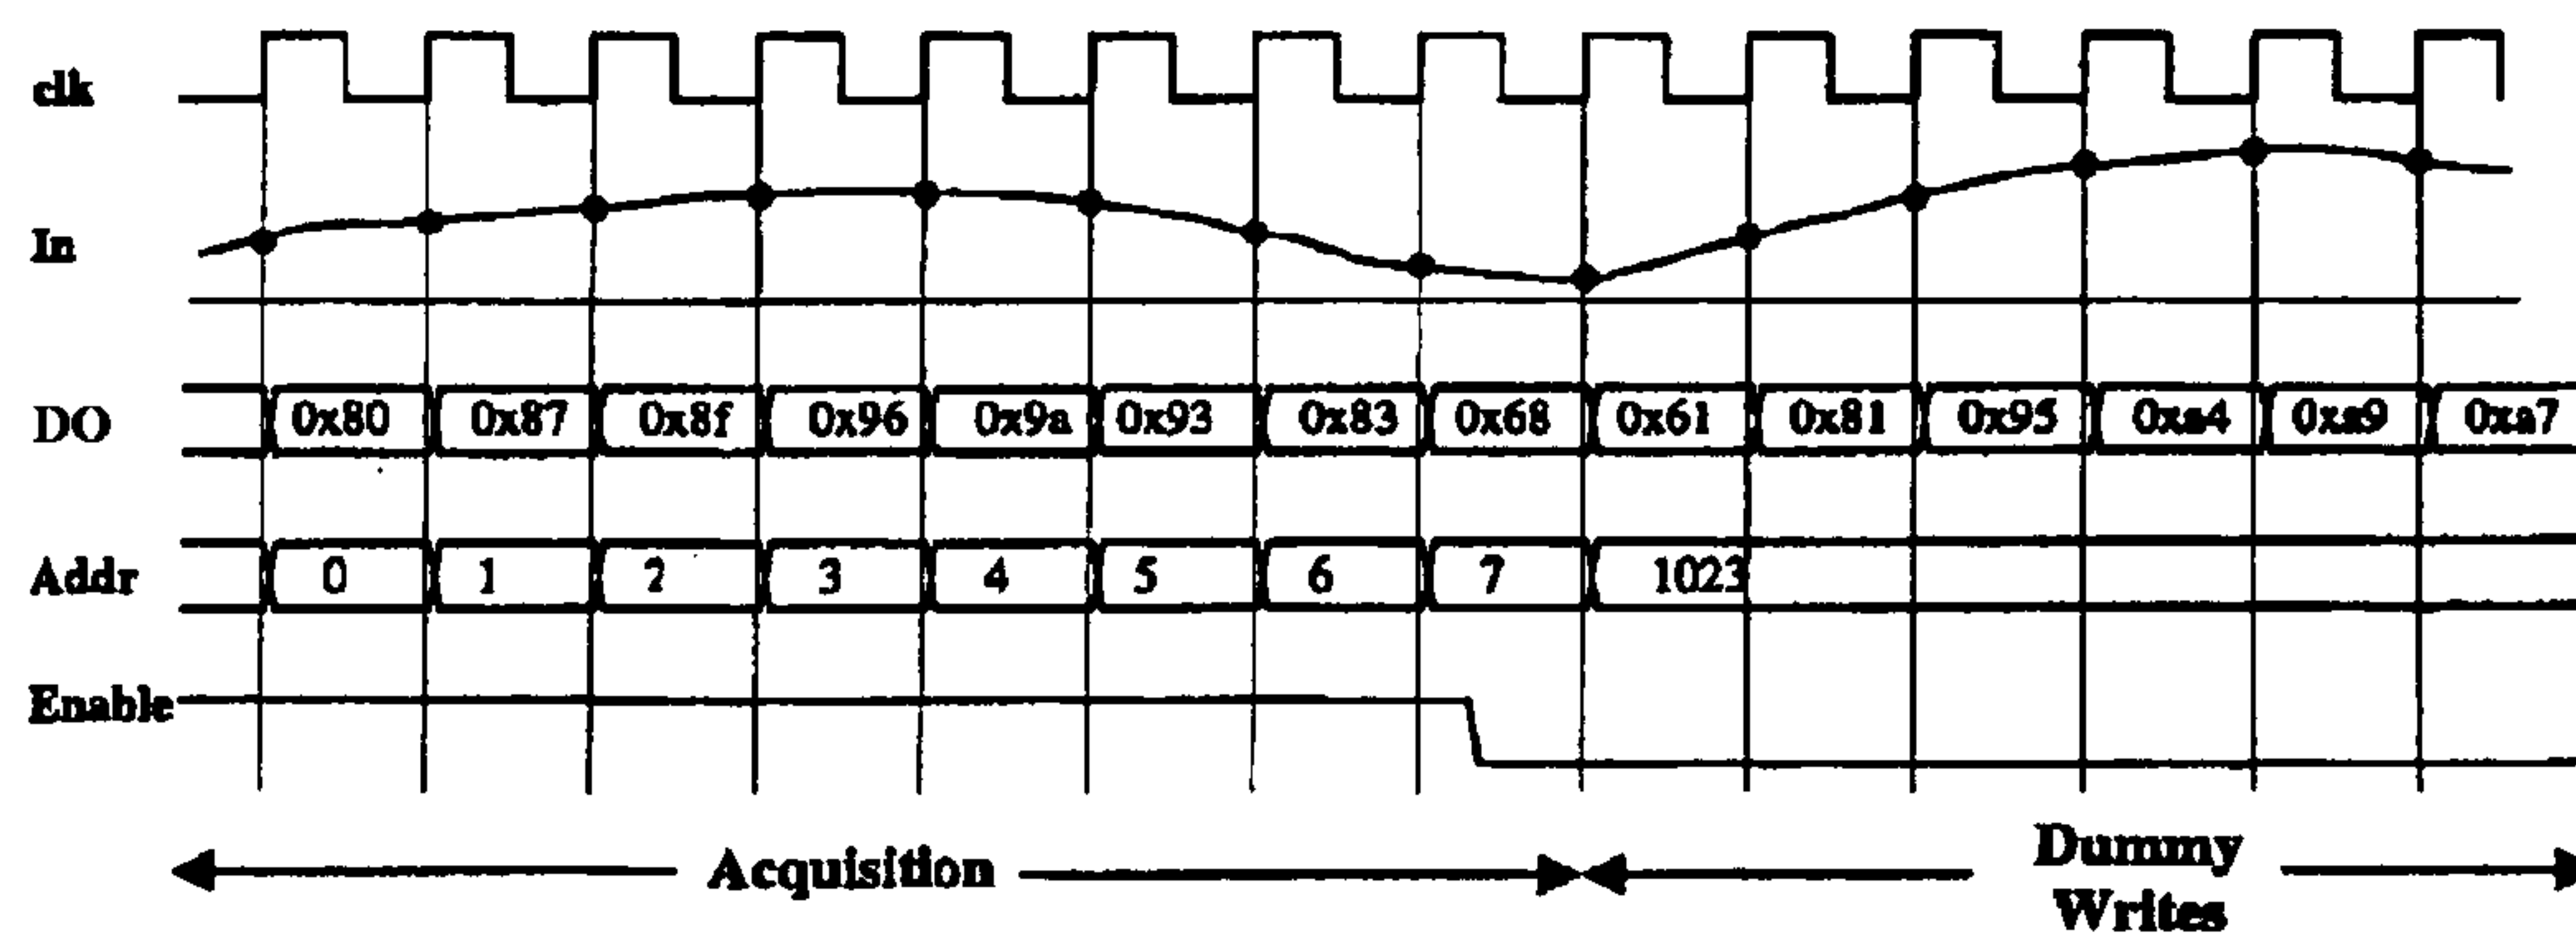 clk
In
DO 0x80 0x87 0x8f 0x96 0x9a 0x93 0x83 0x68 0x61 0x81 0x95 0xa4 0xa9 0xa7
Addr 0 1 2 3 4 5 6 7 1023
Enable
Acquisition Dummy
Writes